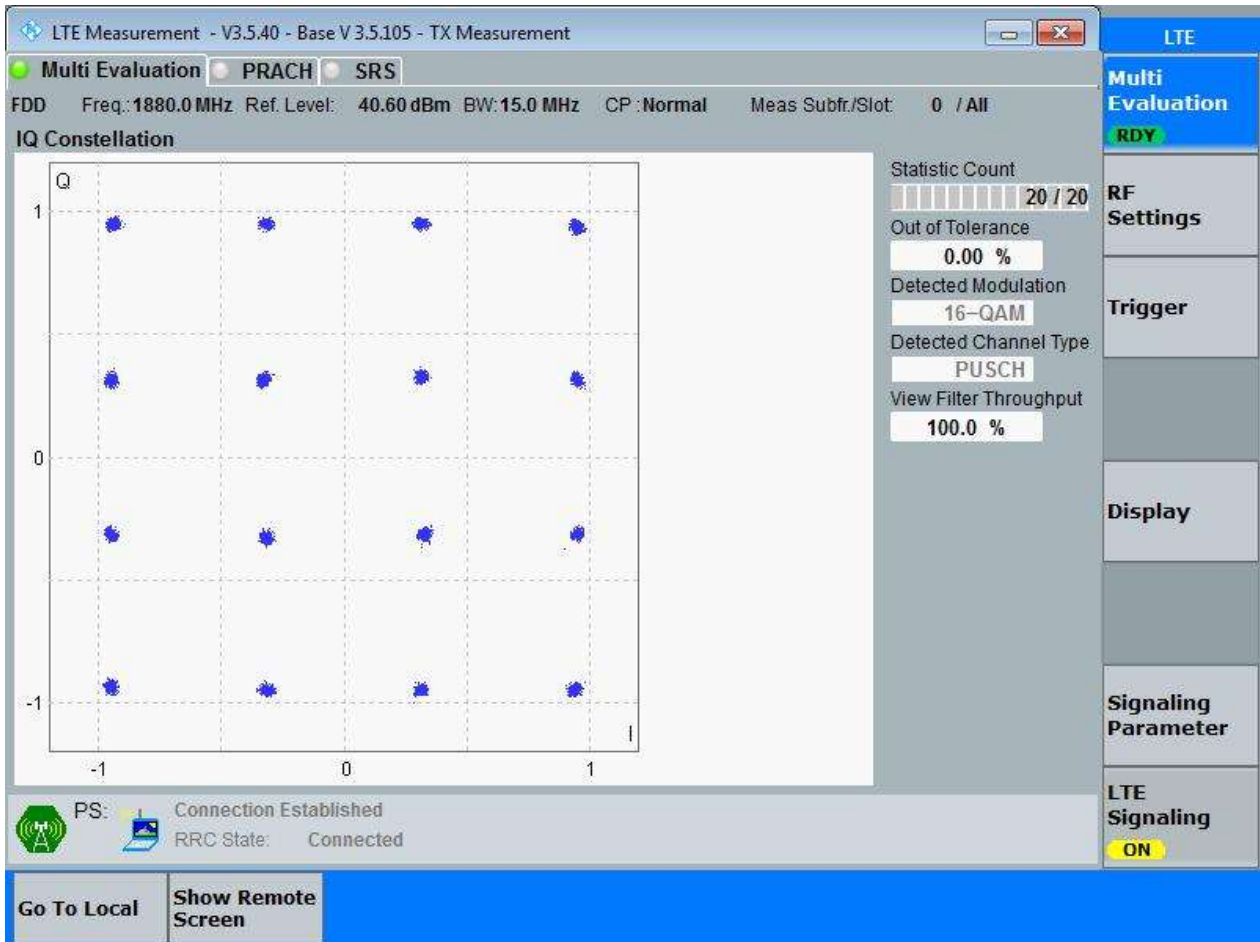 LTE Measurement - V3.5.40 - Base V 3.5.105 - TX Measurement
Multi Evaluation PRACH SRS
FDD Freq.: 1880.0 MHz Ref. Level: 40.60 dBm BW: 15.0 MHz CP : Normal Meas Subfr./Slot: 0 / All
IQ Constellation
Q
1
0
-1
I
-1 0 1
Statistic Count
20 / 20
Out of Tolerance
0.00 %
Detected Modulation
16-QAM
Detected Channel Type
PUSCH
View Filter Throughput
100.0 %
PS: Connection Established
RRC State: Connected
LTE
Multi
Evaluation
RDY
RF
Settings
Trigger
Display
Signaling
Parameter
LTE
Signaling
ON
Go To Local
Show Remote
Screen